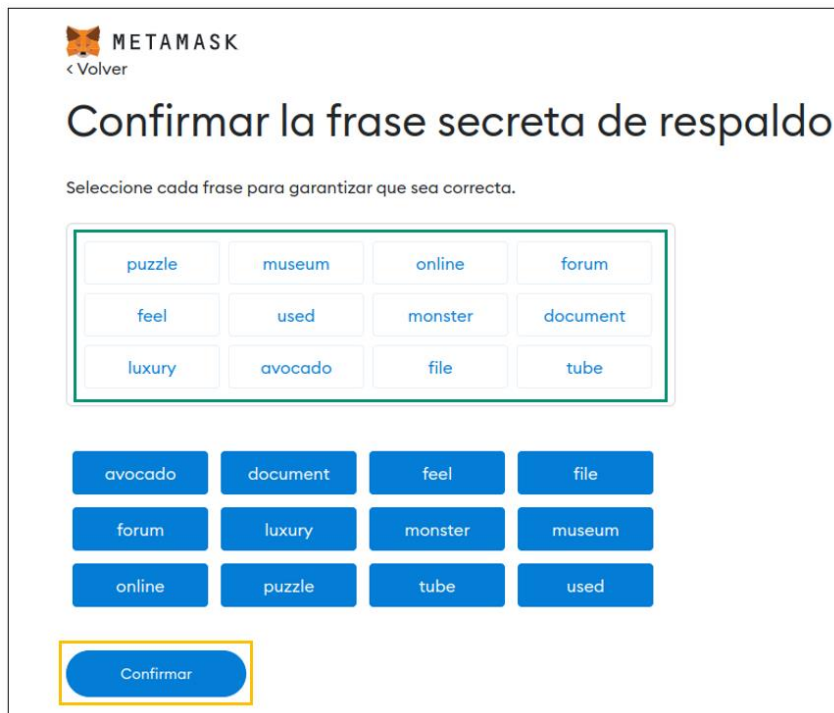 METAMASK
< Volver
Confirmar la frase secreta de respaldo
Seleccione cada frase para garantizar que sea correcta.
puzzle museum online forum
feel used monster document
luxury avocado file tube
avocado document feel file
forum luxury monster museum
online puzzle tube used
Confirmar